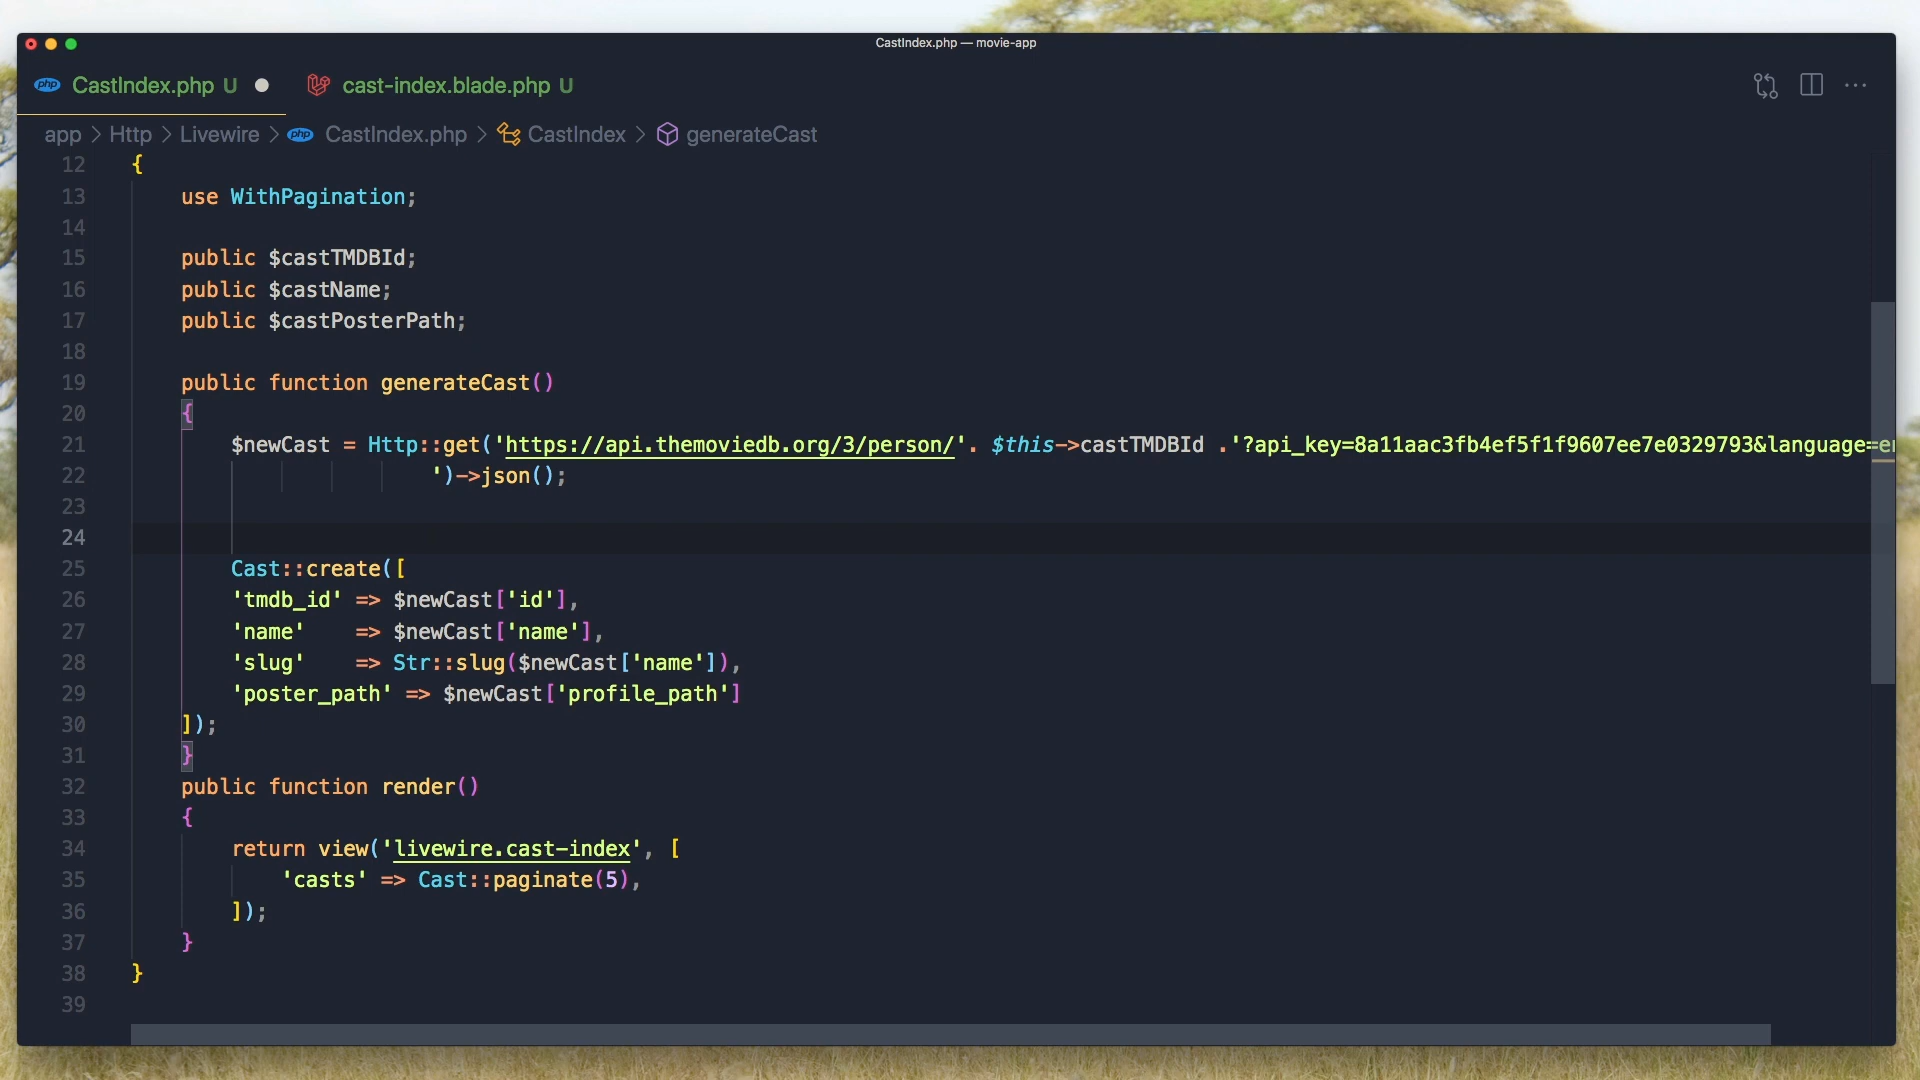 CastIndex.php — movie-app
php CastIndex.php U cast-index.blade.php U
app > Http > Livewire > php CastIndex.php > CastIndex > generateCast
12 {
13 use WithPagination;
14
15 public $castTMDBId;
16 public $castName;
17 public $castPosterPath;
18
19 public function generateCast()
20 {
21 $newCast = Http::get('https://api.themoviedb.org/3/person/'. $this->castTMDBId .'?api_key=8a11aac3fb4ef5f1f9607ee7e0329793&language=en
22 ')->json();
23
24
25 Cast::create([
26 'tmdb_id' => $newCast['id'],
27 'name' => $newCast['name'],
28 'slug' => Str::slug($newCast['name']),
29 'poster_path' => $newCast['profile_path']
30 ]);
31 }
32 public function render()
33 {
34 return view('livewire.cast-index', [
35 'casts' => Cast::paginate(5),
36 ]);
37 }
38 }
39